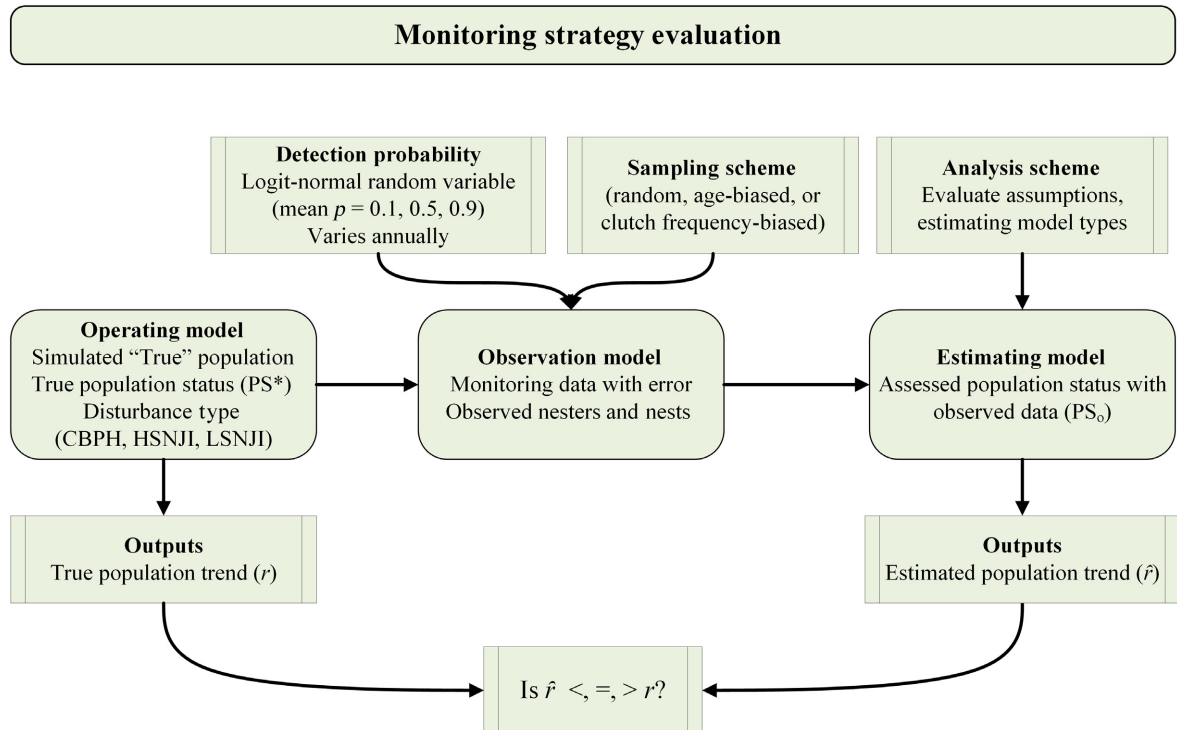 Monitoring strategy evaluation
Detection probability
Logit-normal random variable
(mean p = 0.1, 0.5, 0.9)
Varies annually
Sampling scheme
(random, age-biased, or
clutch frequency-biased)
Analysis scheme
Evaluate assumptions,
estimating model types
Operating model
Simulated “True” population
True population status (PS*)
Disturbance type
(CBPH, HSNJI, LSNJI)
Observation model
Monitoring data with error
Observed nesters and nests
Estimating model
Assessed population status with
observed data (PSₒ)
Outputs
True population trend (r)
Outputs
Estimated population trend (r̂)
Is r̂ <, =, > r?